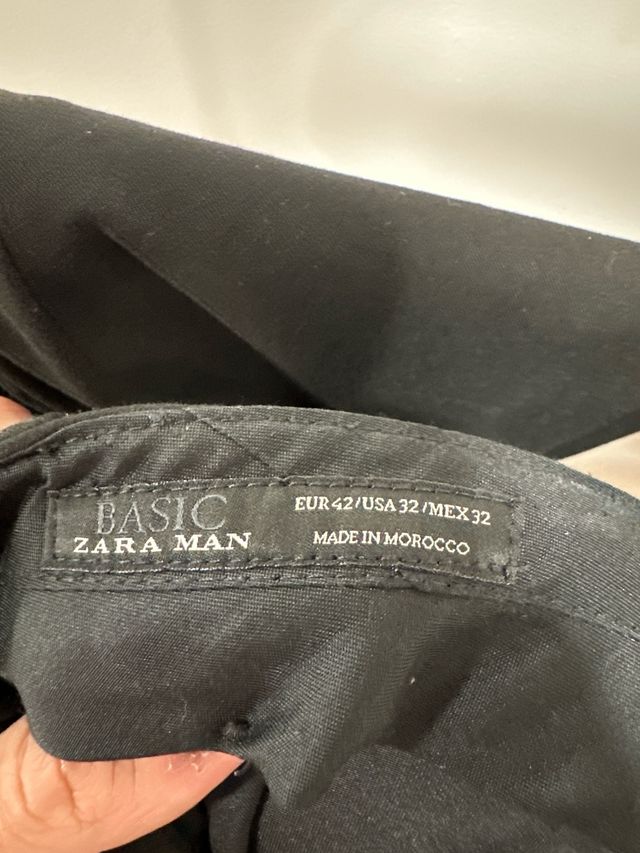 BASIC
ZARA MAN
EUR 42/USA 32/MEX 32
MADE IN MOROCCO